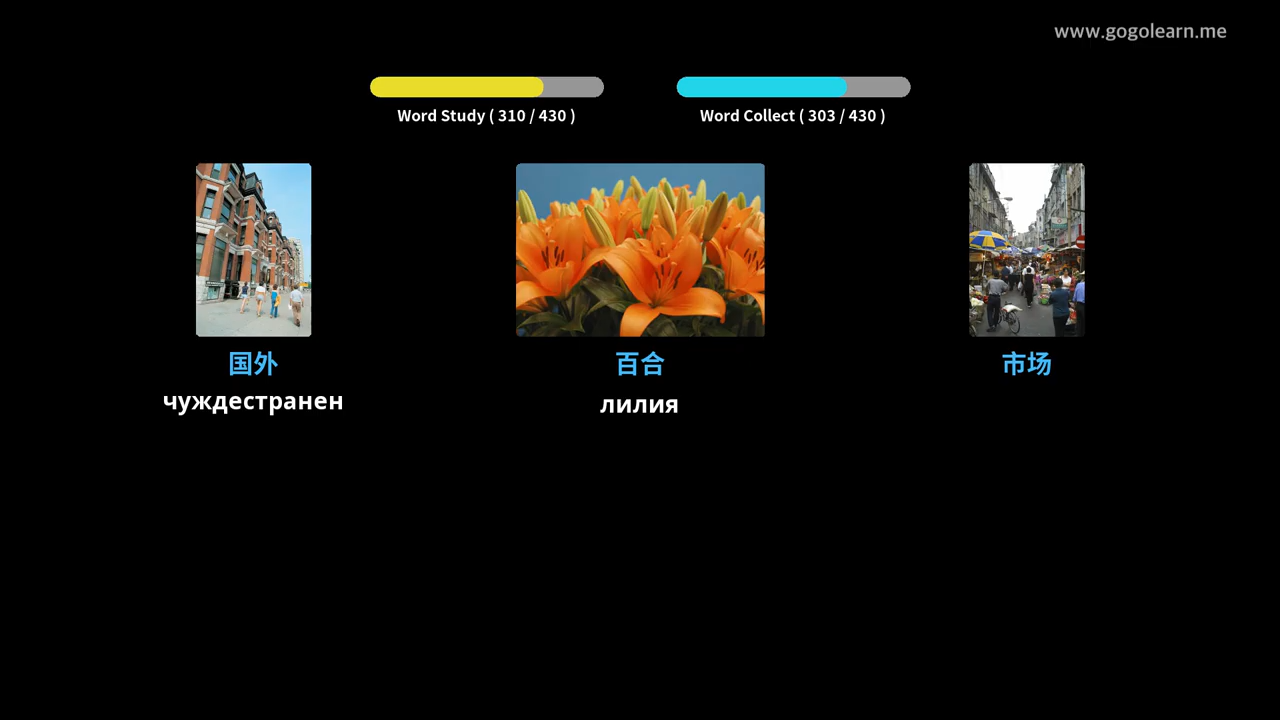 www.gogolearn.me
Word Study ( 310 / 430 )
Word Collect ( 303 / 430 )
国外
百合
市场
чуждестранен
лилия